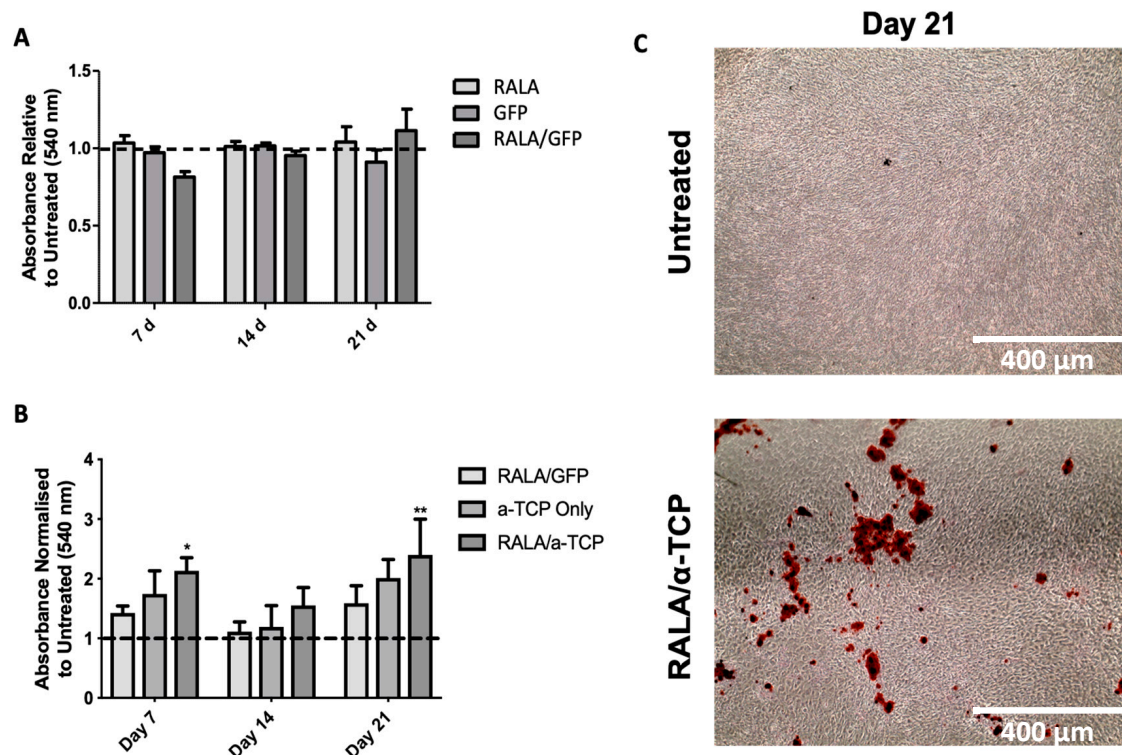 A
Absorbance Relative
to Untreated (540 nm)
1.5
1.0
0.5
0.0
7 d
14 d
21 d
RALA
GFP
RALA/GFP
B
Absorbance Normalised
to Untreated (540 nm)
4
3
2
1
0
*
**
Day 7
Day 14
Day 21
RALA/GFP
a-TCP Only
RALA/a-TCP
C
Day 21
Untreated
400 μm
RALA/α-TCP
400 μm